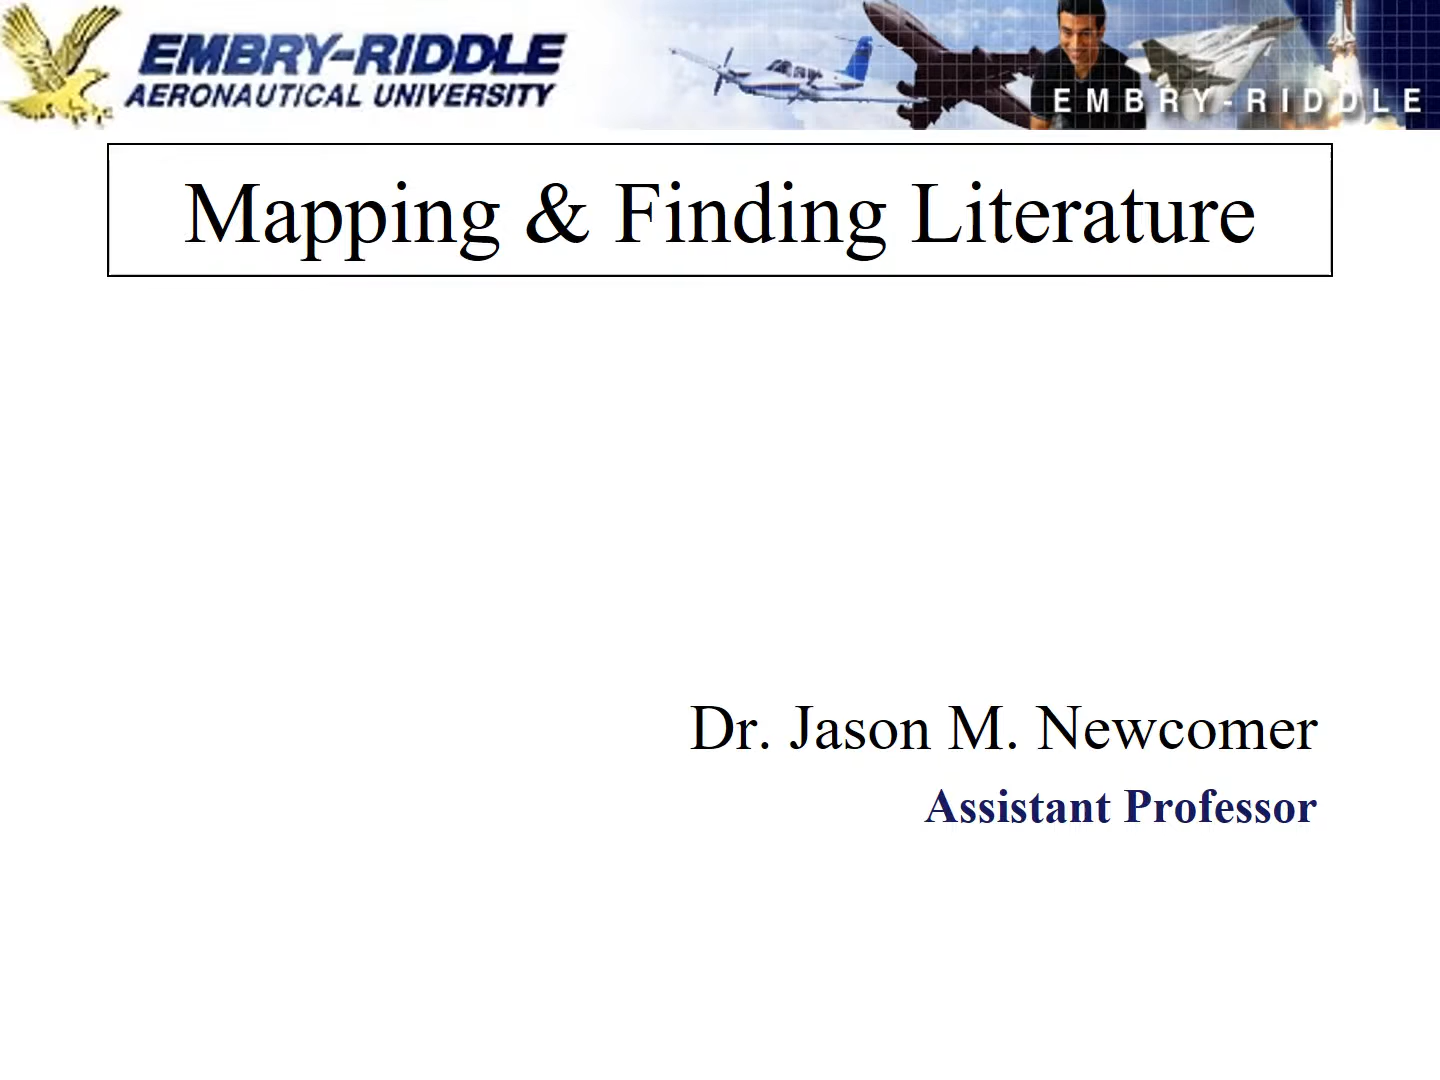 EMBRY-RIDDLE
AERONAUTICAL UNIVERSITY
EMBRY-RIDDLE
Mapping & Finding Literature
Dr. Jason M. Newcomer
Assistant Professor